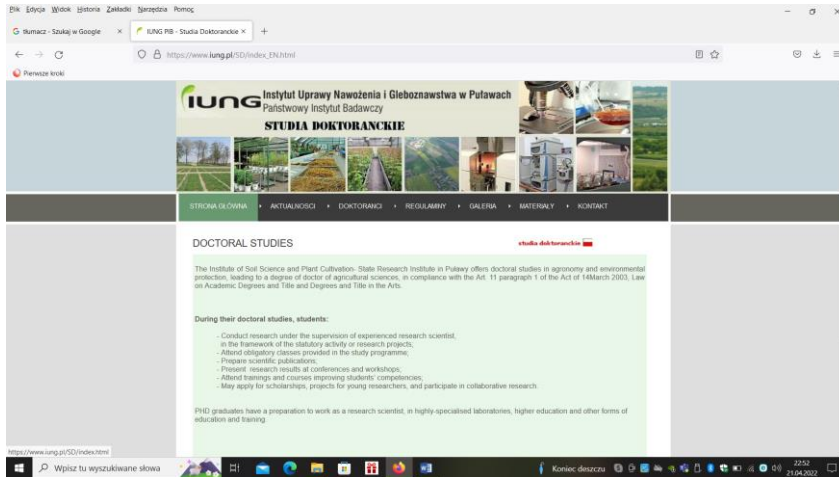 Plik Edycja Widok Historia Zakładki Narzędzia Pomoc
tłumacz - Szukaj w Google
IUNG PIB - Studia Doktoranckie
https://www.iung.pl/SD/index_EN.html
Pierwsze kroki
iung
Instytut Uprawy Nawożenia i Gleboznawstwa w Puławach
Państwowy Instytut Badawczy
STUDIA DOKTORANCKIE
STRONA GŁÓWNA
AKTUALNOŚCI
DOKTORANCI
REGULAMINY
GALERIA
MATERIAŁY
KONTAKT
DOCTORAL STUDIES
studia doktoranckie
The Institute of Soil Science and Plant Cultivation- State Research Institute in Puławy offers doctoral studies in agronomy and environmental
protection, leading to a degree of doctor of agricultural sciences, in compliance with the Art. 11 paragraph 1 of the Act of 14March 2003, Law
on Academic Degrees and Title and Degrees and Title in the Arts.
During their doctoral studies, students:
- Conduct research under the supervision of experienced research scientist,
in the framework of the statutory activity or research projects;
- Attend obligatory classes provided in the study programme;
- Prepare scientific publications;
- Present research results at conferences and workshops;
- Attend trainings and courses improving students' competencies;
- May apply for scholarships, projects for young researchers, and participate in collaborative research.
PHD graduates have a preparation to work as a research scientist, in highly-specialised laboratories, higher education and other forms of
education and training.
https://www.iung.pl/SD/index.html
Wpisz tu wyszukiwane słowa
Koniec deszczu
22:52
21.04.2022